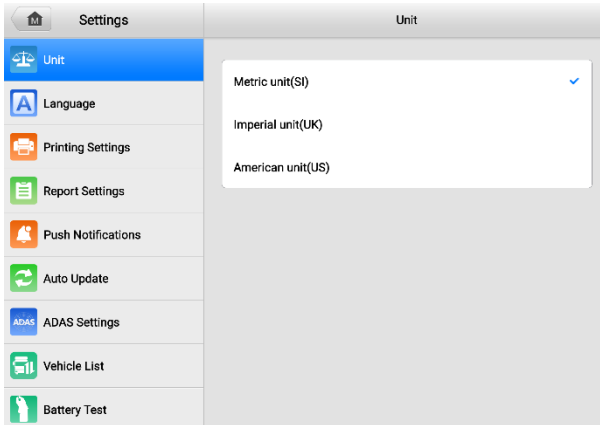 M
Settings
Unit
Unit
A
Language
Printing Settings
Report Settings
Push Notifications
Auto Update
ADAS
ADAS Settings
Vehicle List
Battery Test
Metric unit(SI)
Imperial unit(UK)
American unit(US)